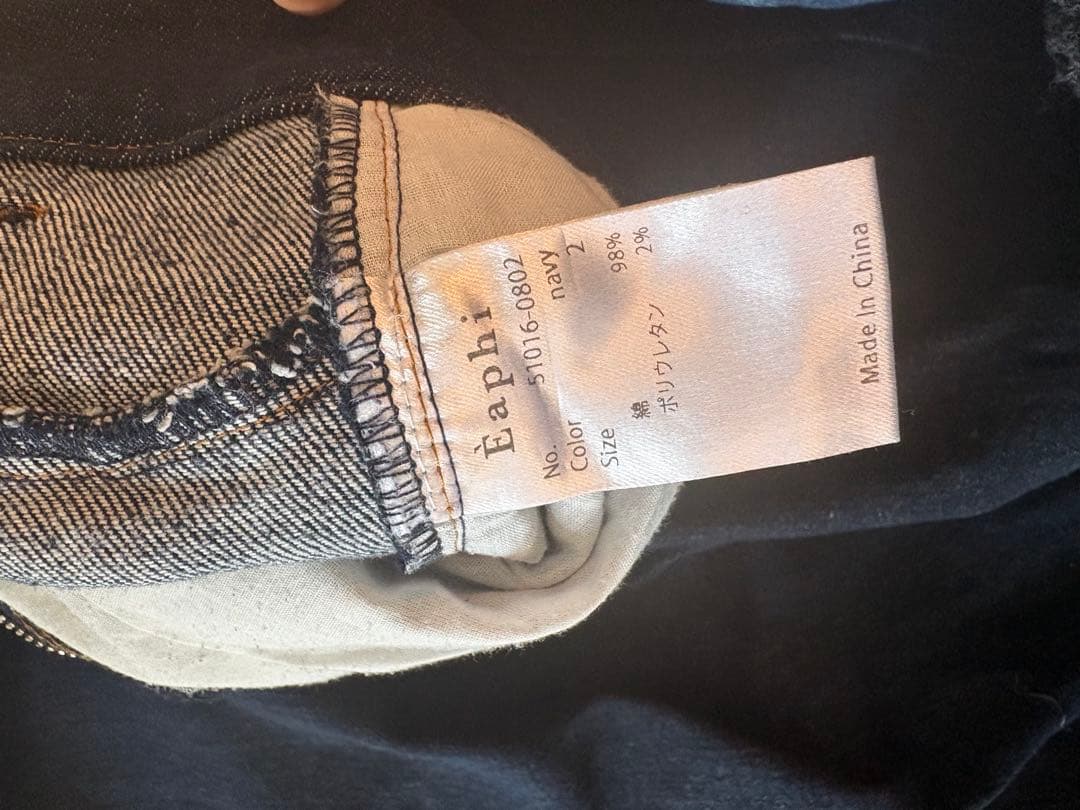 Èaphi
No. 51016-0802
Color navy
Size 2
綿 98%
ポリウレタン 2%
Made In China